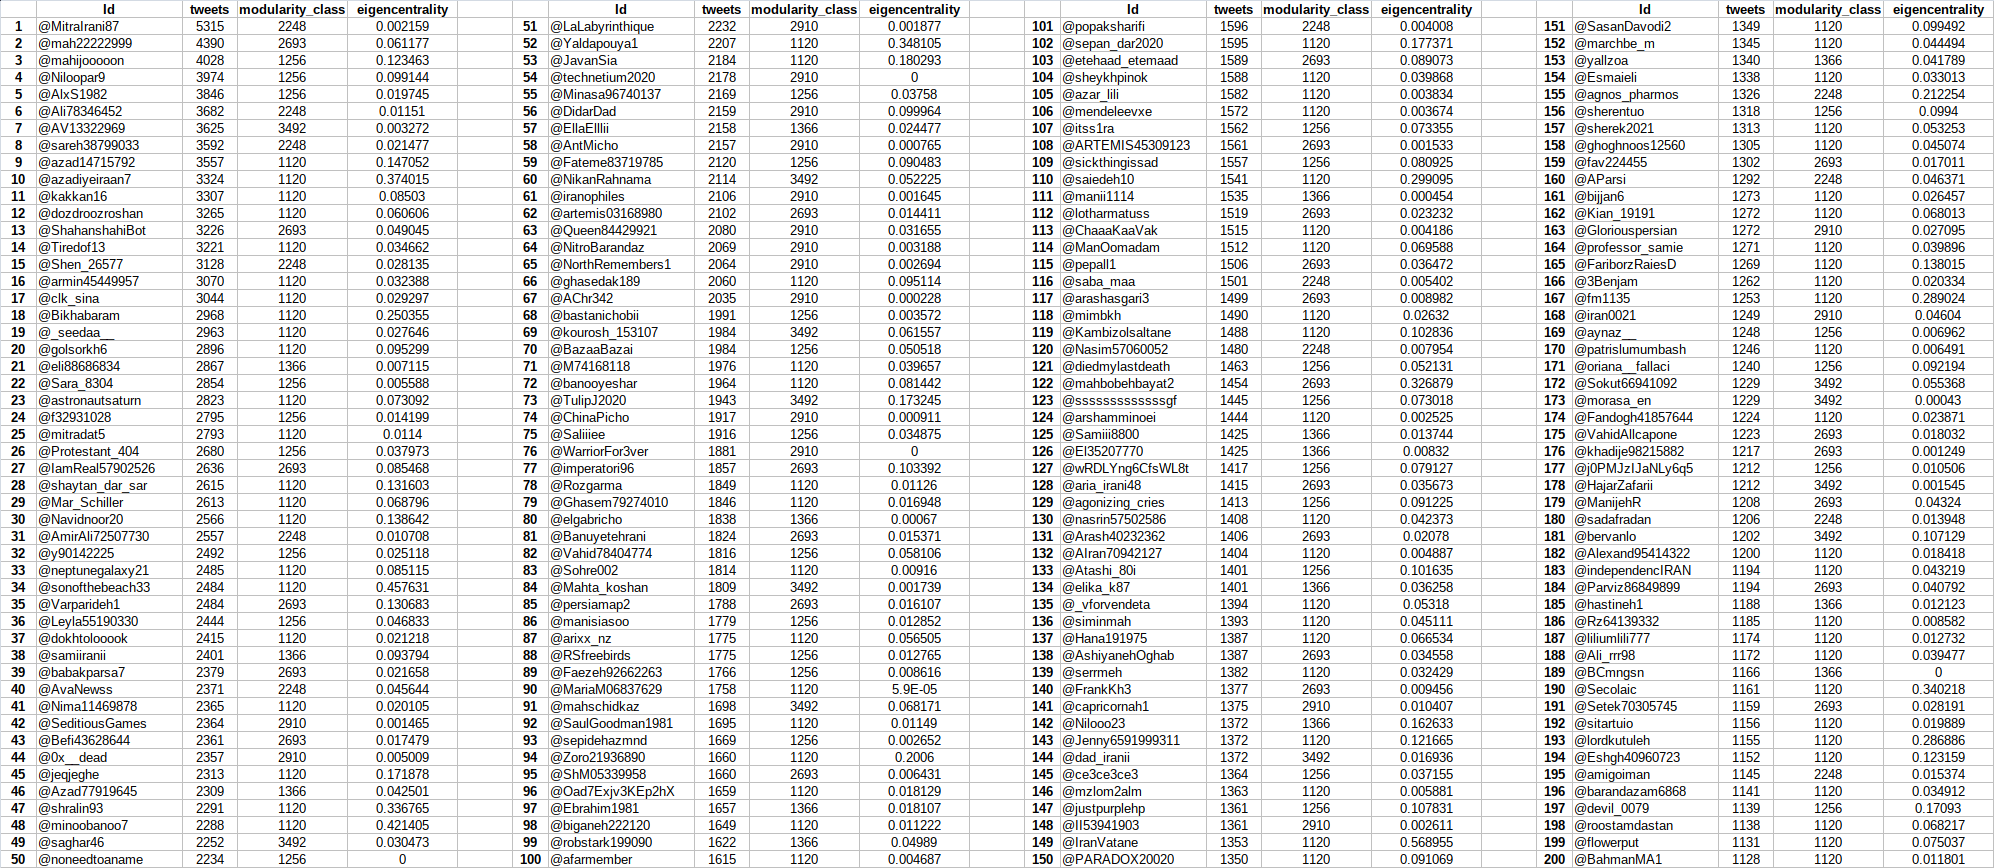 Id tweets modularity_class eigencentrality Id tweets modularity_class eigencentrality Id tweets modularity_class eigencentrality Id tweets modularity_class eigencentrality
1 @MitraIrani87 5315 2248 0.002159 51 @LaLabyrinthique 2232 2910 0.001877 101 @popaksharifi 1596 2248 0.004008 151 @SasanDavodi2 1349 1120 0.099492
2 @mah22222999 4390 2693 0.061177 52 @Yaldapouya1 2207 1120 0.348105 102 @sepan_dar2020 1595 1120 0.177371 152 @marchbe_m 1345 1120 0.044494
3 @mahijooooon 4028 1256 0.123463 53 @JavanSia 2184 1120 0.180293 103 @etehaad_etemaad 1589 2693 0.089073 153 @yallzoa 1340 1366 0.041789
4 @Niloopar9 3974 1256 0.099144 54 @technetium2020 2178 2910 0 104 @sheykhpinok 1588 1120 0.039868 154 @Esmaieli 1338 1120 0.033013
5 @AlxS1982 3846 1256 0.019745 55 @Minasa96740137 2169 1256 0.03758 105 @azar_lili 1582 1120 0.003834 155 @agnos_pharmos 1326 2248 0.212254
6 @Ali78346452 3682 2248 0.01151 56 @DidarDad 2159 2910 0.099964 106 @mendeleevxe 1572 1120 0.003674 156 @sherentuo 1318 1256 0.0994
7 @AV13322969 3625 3492 0.003272 57 @EllaElllii 2158 1366 0.024477 107 @itss1ra 1562 1256 0.073355 157 @sherek2021 1313 1120 0.053253
8 @sareh38799033 3592 2248 0.021477 58 @AntMicho 2157 2910 0.000765 108 @ARTEMIS45309123 1561 2693 0.001533 158 @ghoghnoos12560 1305 1120 0.045074
9 @azad14715792 3557 1120 0.147052 59 @Fateme83719785 2120 1256 0.090483 109 @sickthingissad 1557 1256 0.080925 159 @fav224455 1302 2693 0.017011
10 @azadiyeiraan7 3324 1120 0.374015 60 @NikanRahnama 2114 3492 0.052225 110 @saiedeh10 1541 1120 0.299095 160 @AParsi 1292 2248 0.046371
11 @kakkan16 3307 1120 0.08503 61 @iranophiles 2106 2910 0.001645 111 @manii1114 1535 1366 0.000454 161 @bijjan6 1273 1120 0.026457
12 @dozdroozroshan 3265 1120 0.060606 62 @artemis03168980 2102 2693 0.014411 112 @lotharmatuss 1519 2693 0.023232 162 @Kian_19191 1272 1120 0.068013
13 @ShahanshahiBot 3226 2693 0.049045 63 @Queen84429921 2080 2910 0.031655 113 @ChaaaKaaVak 1515 1120 0.004186 163 @Gloriouspersian 1272 2910 0.027095
14 @Tiredof13 3221 1120 0.034662 64 @NitroBarandaz 2069 2910 0.003188 114 @ManOomadam 1512 1120 0.069588 164 @professor_samie 1271 1120 0.039896
15 @Shen_26577 3128 2248 0.028135 65 @NorthRemembers1 2064 2910 0.002694 115 @pepall1 1506 2693 0.036472 165 @FariborzRaiesD 1269 1120 0.138015
16 @armin45449957 3070 1120 0.032388 66 @ghasedak189 2060 1120 0.095114 116 @saba_maa 1501 2248 0.005402 166 @3Benjam 1262 1120 0.020334
17 @clk_sina 3044 1120 0.029297 67 @AChr342 2035 2910 0.000228 117 @arashasgari3 1499 2693 0.008982 167 @fm1135 1253 1120 0.289024
18 @Bikhabaram 2968 1120 0.250355 68 @bastanichobii 1991 1256 0.003572 118 @mimbkh 1490 1120 0.02632 168 @iran0021 1249 2910 0.04604
19 @_seedaa__ 2963 1120 0.027646 69 @kourosh_153107 1984 3492 0.061557 119 @Kambizolsaltane 1488 1120 0.102836 169 @aynaz__ 1248 1256 0.006962
20 @golsorkh6 2896 1120 0.095299 70 @BazaaBazai 1984 1256 0.050518 120 @Nasim57060052 1480 2248 0.007954 170 @patrislumumbash 1246 1120 0.006491
21 @eli88686834 2867 1366 0.007115 71 @M74168118 1976 1120 0.039657 121 @diedmylastdeath 1463 1256 0.052131 171 @oriana__fallaci 1240 1256 0.092194
22 @Sara_8304 2854 1256 0.005588 72 @banooyeshar 1964 1120 0.081442 122 @mahbobehbayat2 1454 2693 0.326879 172 @Sokut66941092 1229 3492 0.055368
23 @astronautsaturn 2823 1120 0.073092 73 @TulipJ2020 1943 3492 0.173245 123 @sssssssssssssgf 1445 1256 0.073018 173 @morasa_en 1229 3492 0.00043
24 @f32931028 2795 1256 0.014199 74 @ChinaPicho 1917 2910 0.000911 124 @arshamminoei 1444 1120 0.002525 174 @Fandogh41857644 1224 1120 0.023871
25 @mitradat5 2793 1120 0.0114 75 @Saliiiee 1916 1256 0.034875 125 @Samiii8800 1425 1366 0.013744 175 @VahidAllcapone 1223 2693 0.018032
26 @Protestant_404 2680 1256 0.037973 76 @WarriorFor3ver 1881 2910 0 126 @El35207770 1425 1366 0.00832 176 @khadije98215882 1217 2693 0.001249
27 @IamReal57902526 2636 2693 0.085468 77 @imperatori96 1857 2693 0.103392 127 @wRDLYng6CfsWL8t 1417 1256 0.079127 177 @j0PMJzIJaNLy6q5 1212 1256 0.010506
28 @shaytan_dar_sar 2615 1120 0.131603 78 @Rozgarma 1849 1120 0.01126 128 @aria_irani48 1415 2693 0.035673 178 @HajarZafarii 1212 3492 0.001545
29 @Mar_Schiller 2613 1120 0.068796 79 @Ghasem79274010 1846 1120 0.016948 129 @agonizing_cries 1413 1256 0.091225 179 @ManijehR 1208 2693 0.04324
30 @Navidnoor20 2566 1120 0.138642 80 @elgabricho 1838 1366 0.00067 130 @nasrin57502586 1408 1120 0.042373 180 @sadafradan 1206 2248 0.013948
31 @AmirAli72507730 2557 2248 0.010708 81 @Banuyetehrani 1824 2693 0.015371 131 @Arash40232362 1406 2693 0.02078 181 @bervanlo 1202 3492 0.107129
32 @y90142225 2492 1256 0.025118 82 @Vahid78404774 1816 1256 0.058106 132 @AIran70942127 1404 1120 0.004887 182 @Alexand95414322 1200 1120 0.018418
33 @neptunegalaxy21 2485 1120 0.085115 83 @Sohre002 1814 1120 0.00916 133 @Atashi_80i 1401 1256 0.101635 183 @independencIRAN 1194 1120 0.043219
34 @sonofthebeach33 2484 1120 0.457631 84 @Mahta_koshan 1809 3492 0.001739 134 @elika_k87 1401 1366 0.036258 184 @Parviz86849899 1194 2693 0.040792
35 @Varparideh1 2484 2693 0.130683 85 @persiamap2 1788 2693 0.016107 135 @_vforvendeta 1394 1120 0.05318 185 @hastineh1 1188 1366 0.012123
36 @Leyla55190330 2444 1256 0.046833 86 @manisiasoo 1779 1256 0.012852 136 @siminmah 1393 1120 0.045111 186 @Rz64139332 1185 1120 0.008582
37 @dokhtolooook 2415 1120 0.021218 87 @arixx_nz 1775 1120 0.056505 137 @Hana191975 1387 1120 0.066534 187 @liliumlili777 1174 1120 0.012732
38 @samiiranii 2401 1366 0.093794 88 @RSfreebirds 1775 1256 0.012765 138 @AshiyanehOghab 1387 2693 0.034558 188 @Ali_rrr98 1172 1120 0.039477
39 @babakparsa7 2379 2693 0.021658 89 @Faezeh92662263 1766 1256 0.008616 139 @serrmeh 1382 1120 0.032429 189 @BCmngsn 1166 1366 0
40 @AvaNewss 2371 2248 0.045644 90 @MariaM06837629 1758 1120 5.9E-05 140 @FrankKh3 1377 2693 0.009456 190 @Secolaic 1161 1120 0.340218
41 @Nima11469878 2365 1120 0.020105 91 @mahschidkaz 1698 3492 0.068171 141 @capricornah1 1375 2910 0.010407 191 @Setek70305745 1159 2693 0.028191
42 @SeditiousGames 2364 2910 0.001465 92 @SaulGoodman1981 1695 1120 0.01149 142 @Nilooo23 1372 1366 0.162633 192 @sitartuio 1156 1120 0.019889
43 @Befi43628644 2361 2693 0.017479 93 @sepidehazmnd 1669 1256 0.002652 143 @Jenny6591999311 1372 1120 0.121665 193 @lordkutuleh 1155 1120 0.286886
44 @0x__dead 2357 2910 0.005009 94 @Zoro21936890 1660 1120 0.2006 144 @dad_iranii 1372 3492 0.016936 194 @Eshgh40960723 1152 1120 0.123159
45 @jeqjeghe 2313 1120 0.171878 95 @ShM05339958 1660 2693 0.006431 145 @ce3ce3ce3 1364 1256 0.037155 195 @amigoiman 1145 2248 0.015374
46 @Azad77919645 2309 1366 0.042501 96 @Oad7Exjv3KEp2hX 1659 1120 0.018129 146 @mzlom2alm 1363 1120 0.005881 196 @barandazam6868 1141 1120 0.034912
47 @shralin93 2291 1120 0.336765 97 @Ebrahim1981 1657 1366 0.018107 147 @justpurplehp 1361 1256 0.107831 197 @devil_0079 1139 1256 0.17093
48 @minoobanoo7 2288 1120 0.421405 98 @biganeh222120 1649 1120 0.011222 148 @II53941903 1361 2910 0.002611 198 @roostamdastan 1138 1120 0.068217
49 @saghar46 2252 3492 0.030473 99 @robstark199090 1622 1366 0.04989 149 @IranVatane 1353 1120 0.568955 199 @flowerput 1131 1120 0.075037
50 @noneedtoaname 2234 1256 0 100 @afarmember 1615 1120 0.004687 150 @PARADOX20020 1350 1120 0.091069 200 @BahmanMA1 1128 1120 0.011801